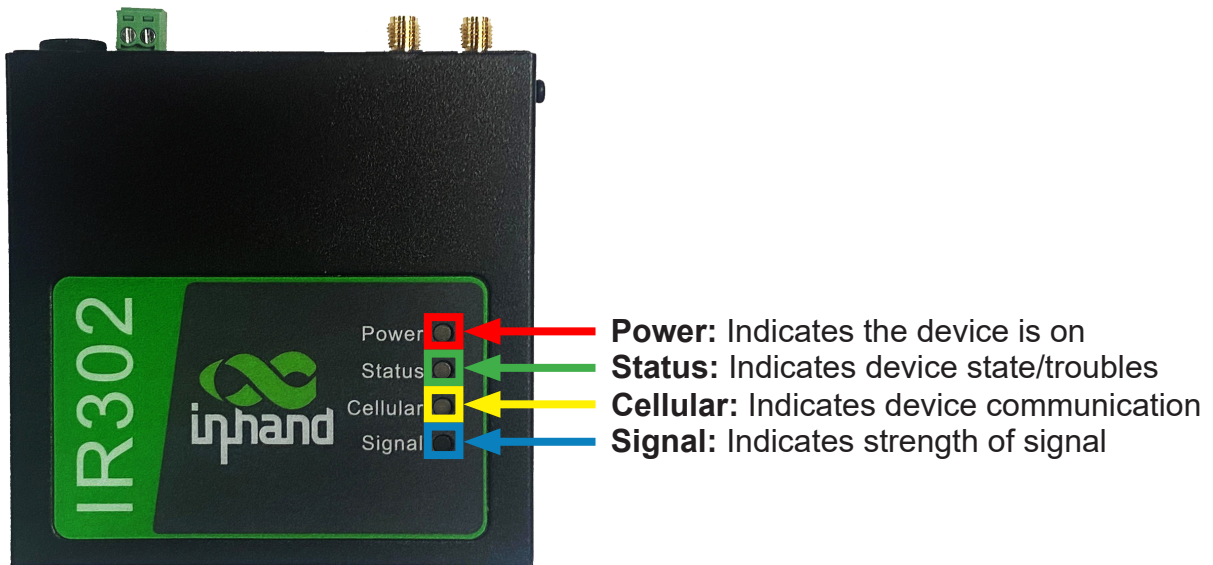 IR302
inhand
Power
Status
Cellular
Signal
Power: Indicates the device is on
Status: Indicates device state/troubles
Cellular: Indicates device communication
Signal: Indicates strength of signal